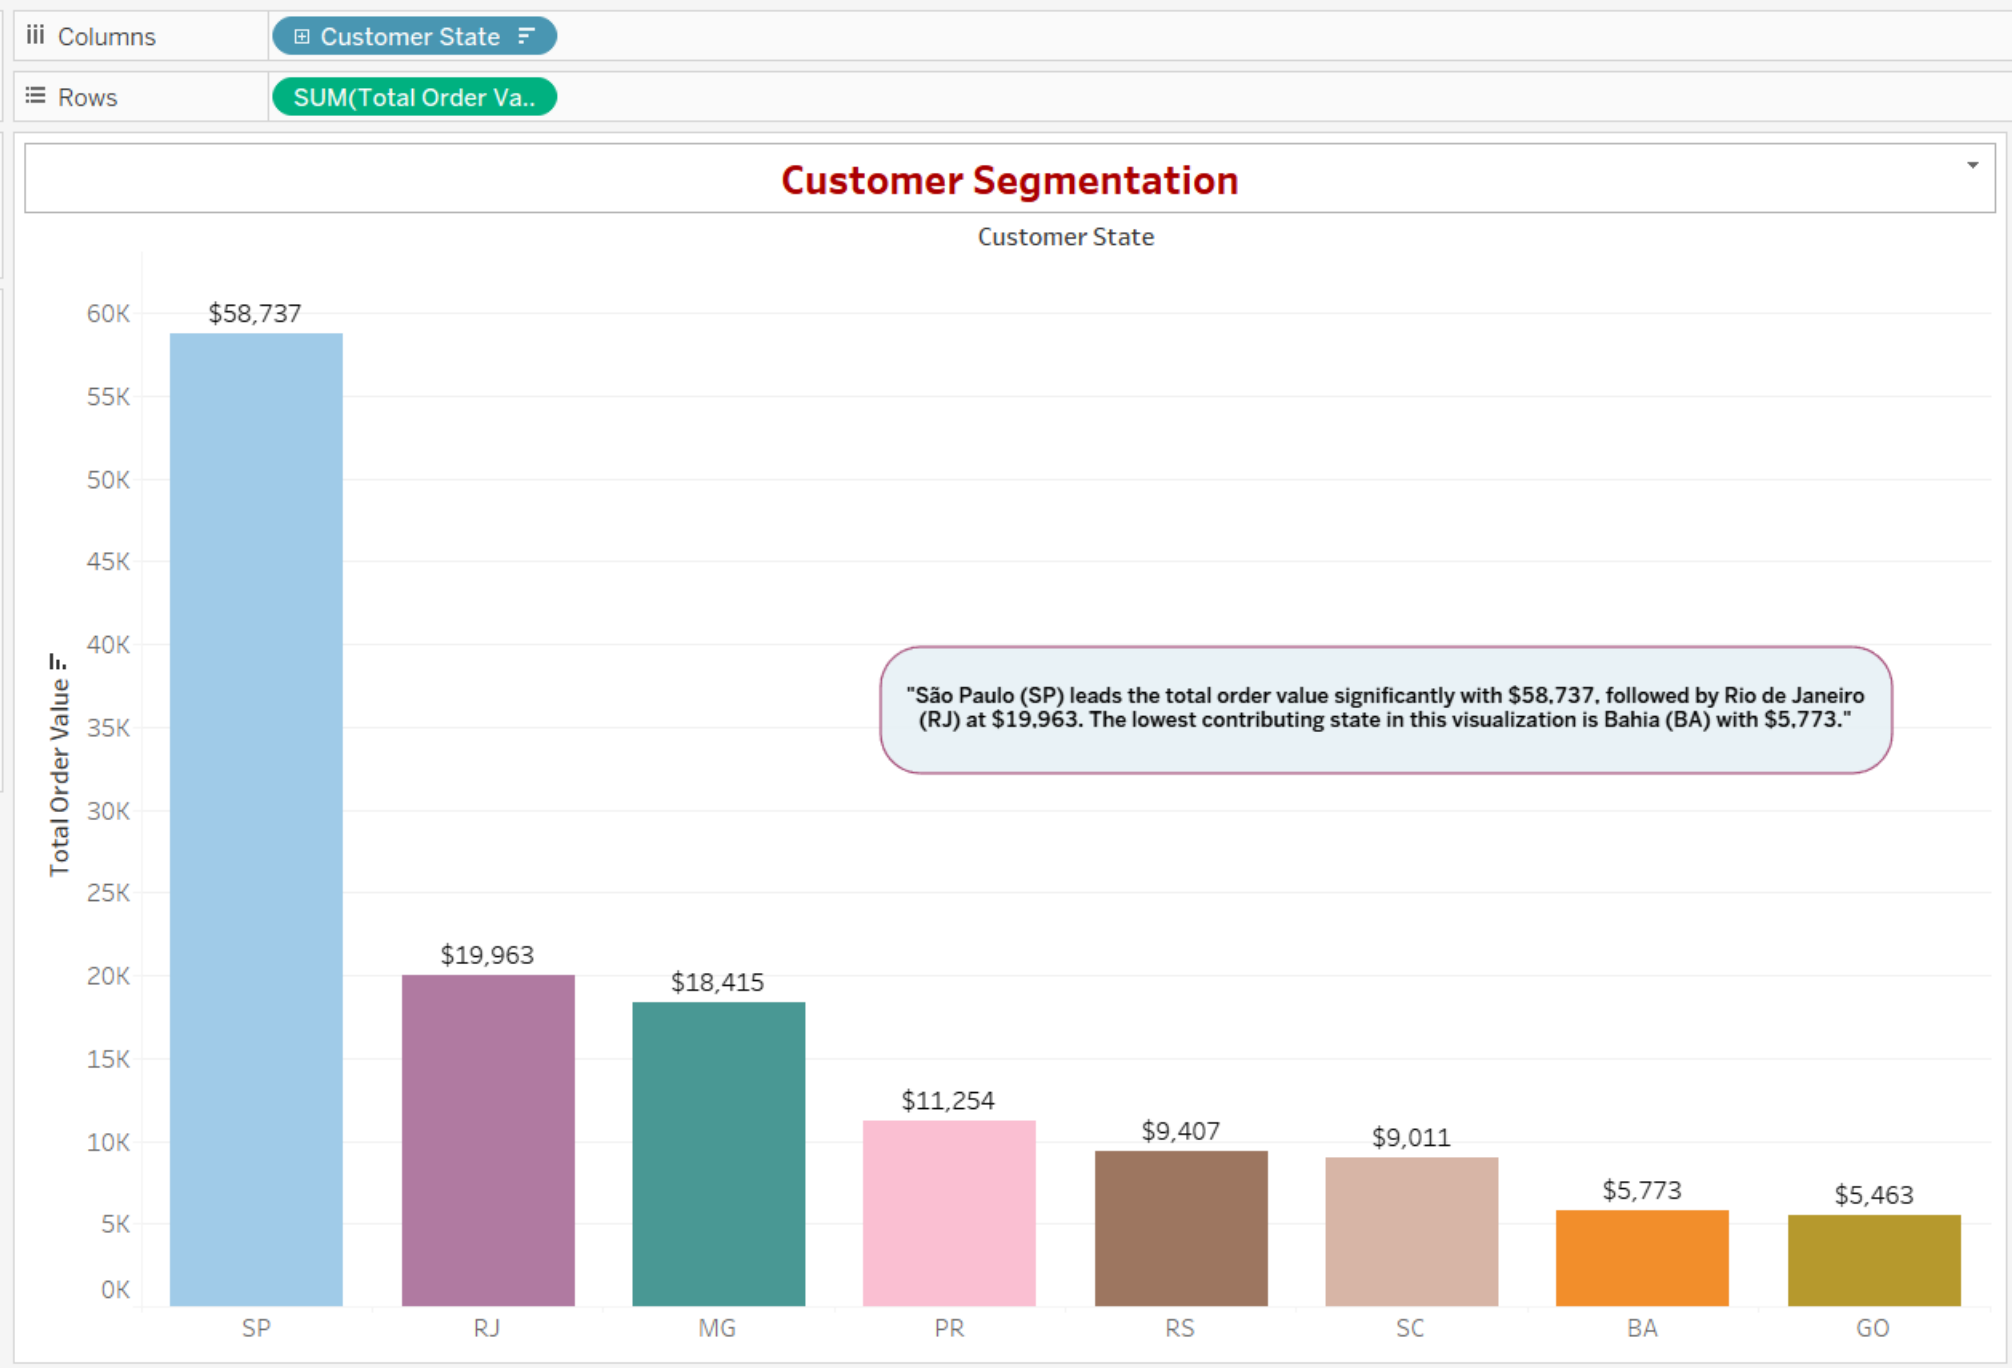 Columns
Customer State
Rows
SUM(Total Order Va..
Customer Segmentation
Customer State
$58,737
60K
55K
50K
45K
40K
"São Paulo (SP) leads the total order value significantly with $58,737, followed by Rio de Janeiro
(RJ) at $19,963. The lowest contributing state in this visualization is Bahia (BA) with $5,773."
35K
Total Order Value
30K
25K
$19,963
20K
$18,415
15K
$11,254
10K
$9,407
$9,011
$5,773
$5,463
5K
0K
SP RJ MG PR RS SC BA GO